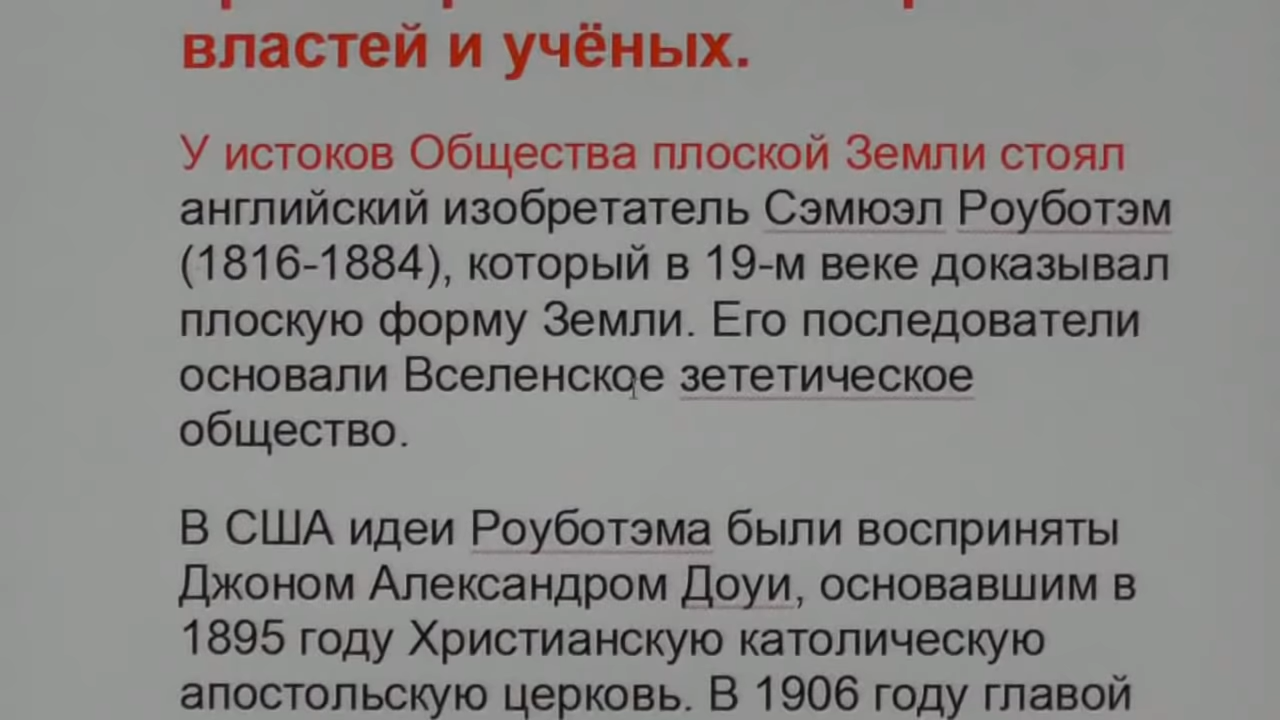 властей и учёных.
У истоков Общества плоской Земли стоял
английский изобретатель Сэмюэл Роуботэм
(1816-1884), который в 19-м веке доказывал
плоскую форму Земли. Его последователи
основали Вселенское зететическое
общество.
В США идеи Роуботэма были восприняты
Джоном Александром Доуи, основавшим в
1895 году Христианскую католическую
апостольскую церковь. В 1906 году главой